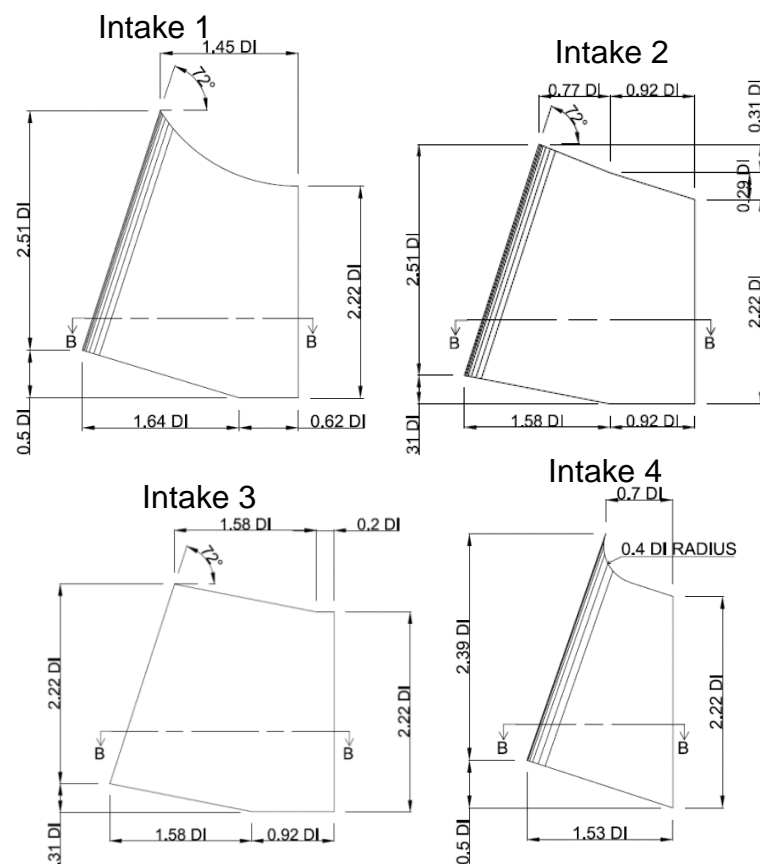 Intake 1
1.45 DI
72°
2.51 DI
2.22 DI
B
B
0.5 DI
1.64 DI
0.62 DI
Intake 2
0.77 DI
0.92 DI
0.31 DI
72°
0.29 DI
2.51 DI
2.22 DI
B
B
31 DI
1.58 DI
0.92 DI
Intake 3
1.58 DI
0.2 DI
72°
2.22 DI
2.22 DI
B
B
.31 DI
1.58 DI
0.92 DI
Intake 4
0.7 DI
0.4 DI RADIUS
2.39 DI
2.22 DI
B
B
0.5 DI
1.53 DI